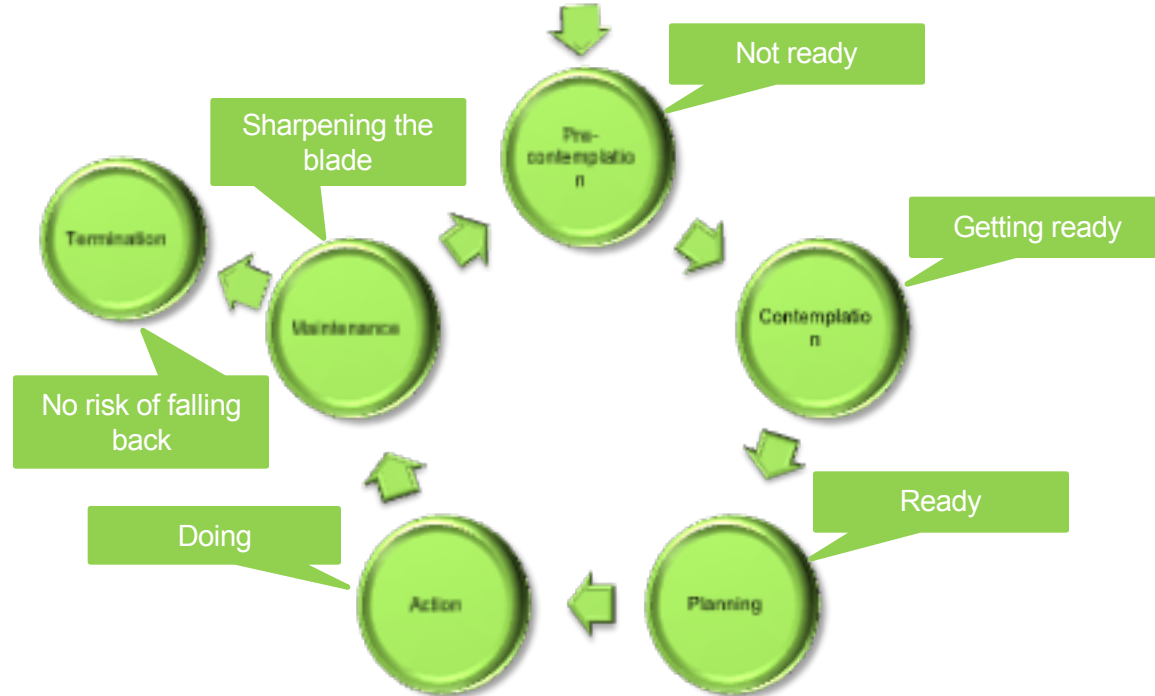 Not ready
Pre-
contemplatio
n
Sharpening the
blade
Termination
Getting ready
Maintenance
Contemplatio
n
No risk of falling
back
Ready
Doing
Action
Planning